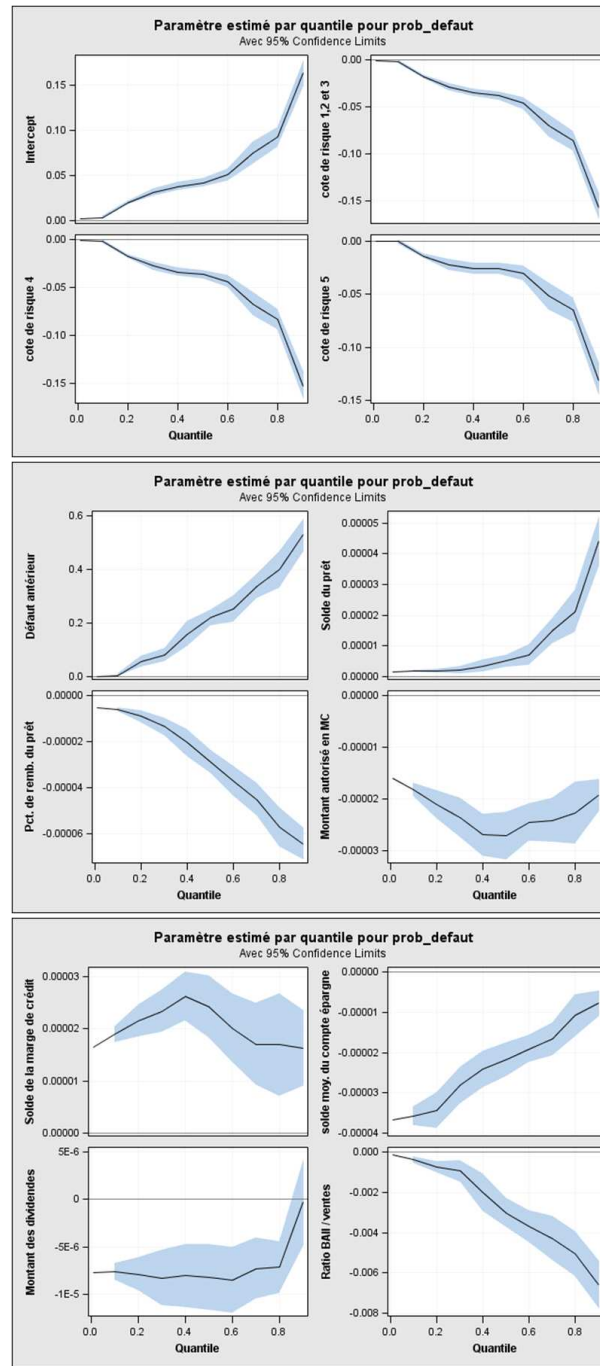 Paramètre estimé par quantile pour prob_defaut
Avec 95% Confidence Limits
Intercept
0.15
0.10
0.05
0.00
cote de risque 1,2 et 3
0.00
-0.05
-0.10
-0.15
cote de risque 4
0.00
-0.05
-0.10
-0.15
0.0 0.2 0.4 0.6 0.8
Quantile
cote de risque 5
0.00
-0.05
-0.10
-0.15
0.0 0.2 0.4 0.6 0.8
Quantile
Paramètre estimé par quantile pour prob_defaut
Avec 95% Confidence Limits
Défaut antérieur
0.6
0.4
0.2
0.0
Solde du prêt
0.00005
0.00004
0.00003
0.00002
0.00001
0.00000
Pct. de remb. du prêt
0.00000
-0.00002
-0.00004
-0.00006
0.0 0.2 0.4 0.6 0.8
Quantile
Montant autorisé en MC
0.00000
-0.00001
-0.00002
-0.00003
0.0 0.2 0.4 0.6 0.8
Quantile
Paramètre estimé par quantile pour prob_defaut
Avec 95% Confidence Limits
Solde de la marge de crédit
0.00003
0.00002
0.00001
0.00000
solde moy. du compte épargne
0.00000
-0.00001
-0.00002
-0.00003
-0.00004
Montant des dividendes
5E-6
0
-5E-6
-1E-5
0.0 0.2 0.4 0.6 0.8
Quantile
Ratio BAII / ventes
0.000
-0.002
-0.004
-0.006
-0.008
0.0 0.2 0.4 0.6 0.8
Quantile